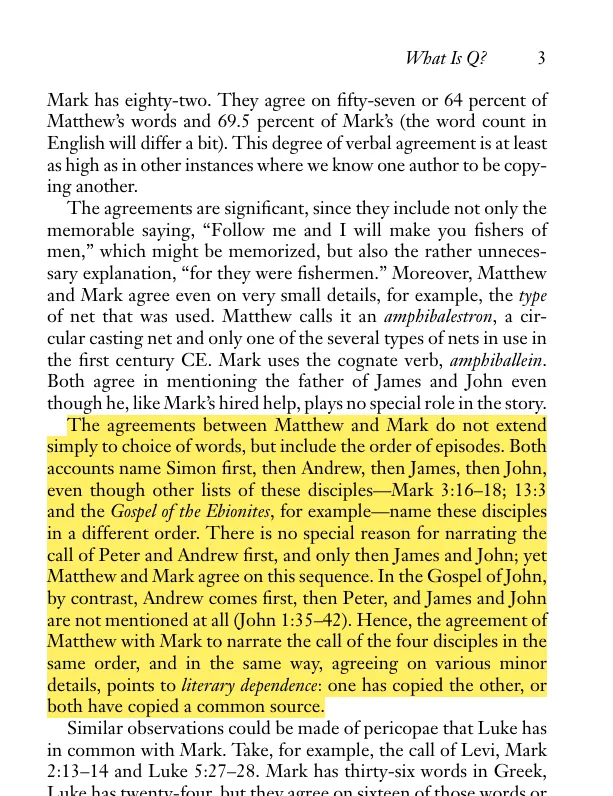 What Is Q? 3
Mark has eighty-two. They agree on fifty-seven or 64 percent of
Matthew’s words and 69.5 percent of Mark’s (the word count in
English will differ a bit). This degree of verbal agreement is at least
as high as in other instances where we know one author to be copy-
ing another.
The agreements are significant, since they include not only the
memorable saying, “Follow me and I will make you fishers of
men,” which might be memorized, but also the rather unneces-
sary explanation, “for they were fishermen.” Moreover, Matthew
and Mark agree even on very small details, for example, the type
of net that was used. Matthew calls it an amphibalestron, a cir-
cular casting net and only one of the several types of nets in use in
the first century CE. Mark uses the cognate verb, amphiballein.
Both agree in mentioning the father of James and John even
though he, like Mark’s hired help, plays no special role in the story.
The agreements between Matthew and Mark do not extend
simply to choice of words, but include the order of episodes. Both
accounts name Simon first, then Andrew, then James, then John,
even though other lists of these disciples—Mark 3:16–18; 13:3
and the Gospel of the Ebionites, for example—name these disciples
in a different order. There is no special reason for narrating the
call of Peter and Andrew first, and only then James and John; yet
Matthew and Mark agree on this sequence. In the Gospel of John,
by contrast, Andrew comes first, then Peter, and James and John
are not mentioned at all (John 1:35–42). Hence, the agreement of
Matthew with Mark to narrate the call of the four disciples in the
same order, and in the same way, agreeing on various minor
details, points to literary dependence: one has copied the other, or
both have copied a common source.
Similar observations could be made of pericopae that Luke has
in common with Mark. Take, for example, the call of Levi, Mark
2:13–14 and Luke 5:27–28. Mark has thirty-six words in Greek,
Luke has twenty-four, but they agree on sixteen of those words or